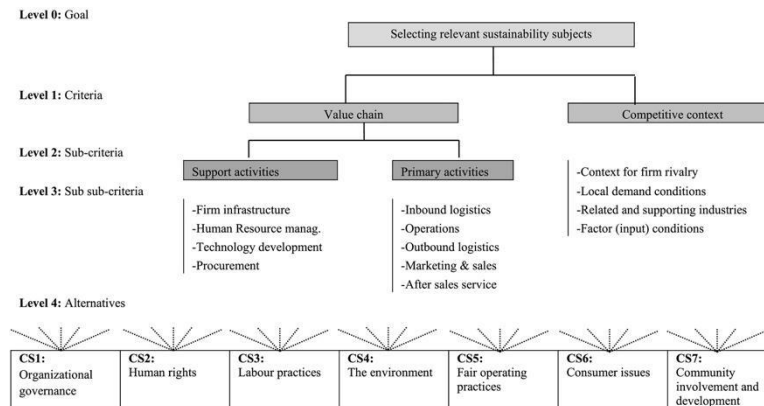 Level 0: Goal
Selecting relevant sustainability subjects
Level 1: Criteria
Value chain
Competitive context
Level 2: Sub-criteria
Support activities
Primary activities
Level 3: Sub sub-criteria
-Firm infrastructure
-Human Resource manag.
-Technology development
-Procurement
-Inbound logistics
-Operations
-Outbound logistics
-Marketing & sales
-After sales service
-Context for firm rivalry
-Local demand conditions
-Related and supporting industries
-Factor (input) conditions
Level 4: Alternatives
CS1:
Organizational
governance
CS2:
Human rights
CS3:
Labour practices
CS4:
The environment
CS5:
Fair operating
practices
CS6:
Consumer issues
CS7:
Community
involvement and
development